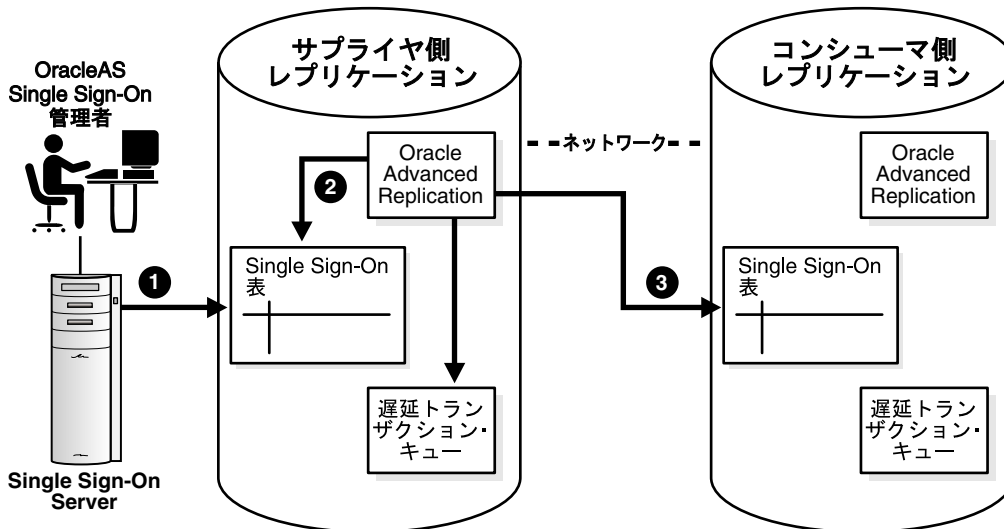 OracleAS
Single Sign-On
管理者
Single Sign-On
Server
サプライヤ側
レプリケーション
Oracle
Advanced
Replication
Single Sign-On
表
遅延トラン
ザクション・
キュー
1
2
3
ネットワーク
コンシューマ側
レプリケーション
Oracle
Advanced
Replication
Single Sign-On
表
遅延トラン
ザクション・
キュー